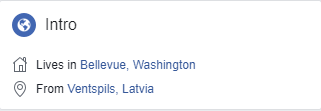 Intro
Lives in Bellevue, Washington
From Ventspils, Latvia